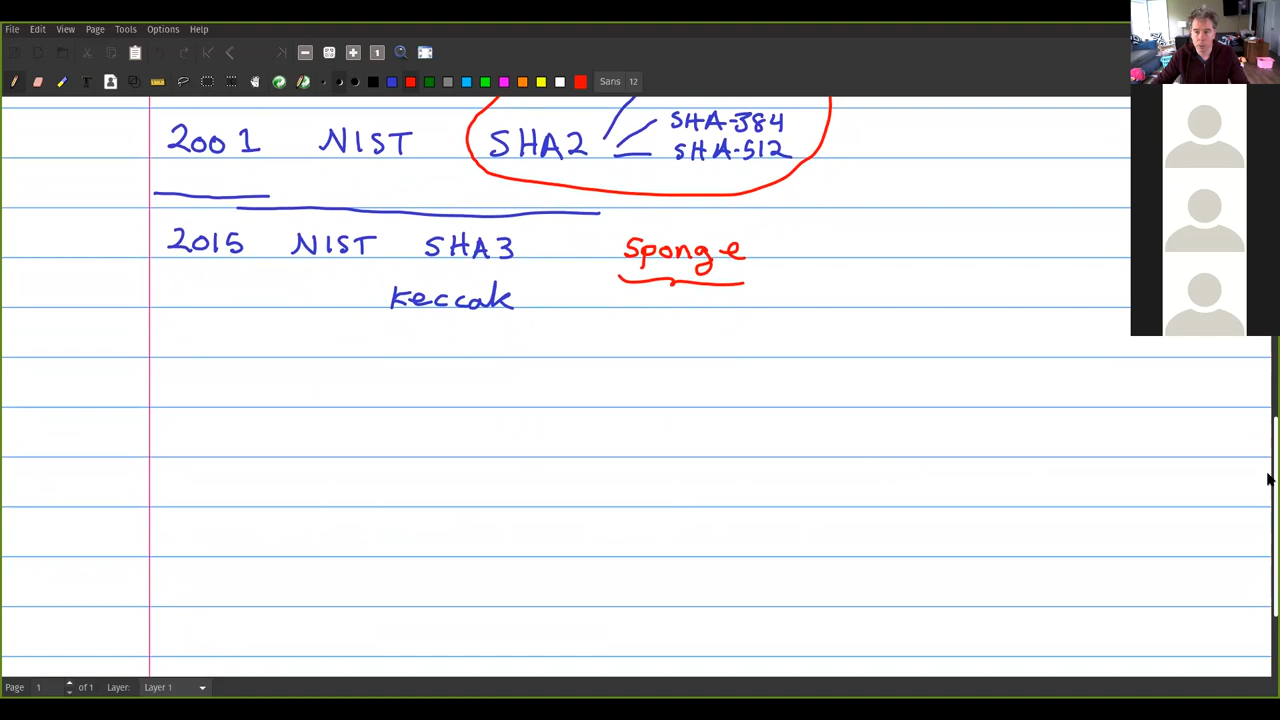 File Edit View Page Tools Options Help
Sans 12
SHA-384
2001 NIST SHA2
SHA-512
2015 NIST SHA3 Sponge
Keccak
Page 1 of 1 Layer: Layer 1